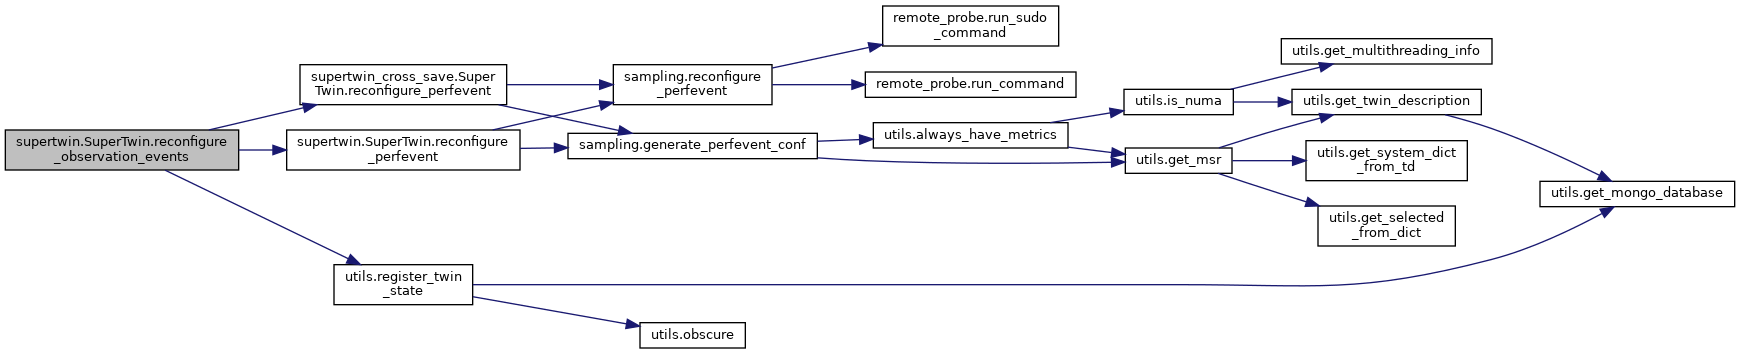 supertwin.SuperTwin.reconfigure
_observation_events
supertwin_cross_save.Super
Twin.reconfigure_perfevent
supertwin.SuperTwin.reconfigure
_perfevent
utils.register_twin
_state
sampling.reconfigure
_perfevent
sampling.generate_perfevent_conf
utils.obscure
remote_probe.run_sudo
_command
remote_probe.run_command
utils.always_have_metrics
utils.is_numa
utils.get_msr
utils.get_multithreading_info
utils.get_twin_description
utils.get_system_dict
_from_td
utils.get_selected
_from_dict
utils.get_mongo_database